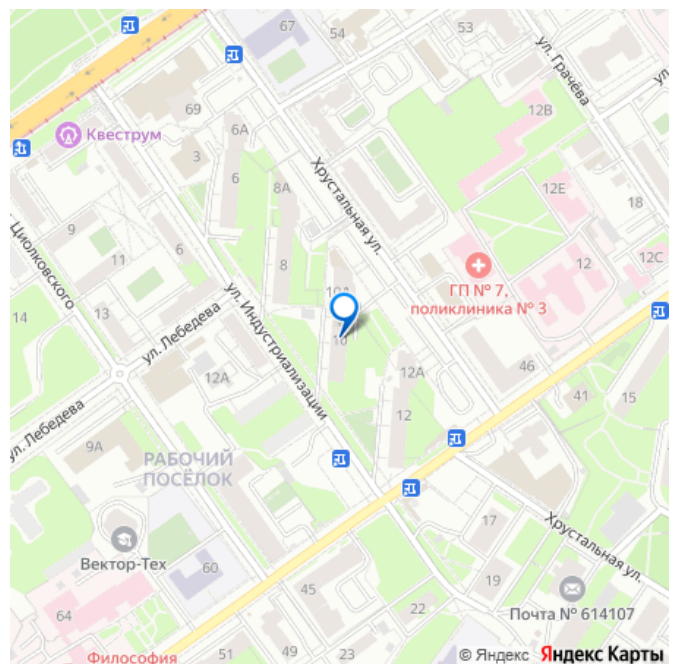 67
54
53
ул. Грачёва
ул.
69
6А
12В
Квеструм
3
6
8А
Хрустальная ул.
12Е
18
Циолковского
9
11
6
8
ГП № 7,
поликлиника № 3
12
12С
14
13
ул. Лебедева
ул. Индустриализации
10А
10
12А
12А
12
46
41
15
ул. Лебедева
9А
РАБОЧИЙ
ПОСЁЛОК
Вектор-Тех
60
17
Хрустальная ул.
45
19
64
22
Почта № 614107
Философия
51
49
23
© Яндекс Яндекс Карты